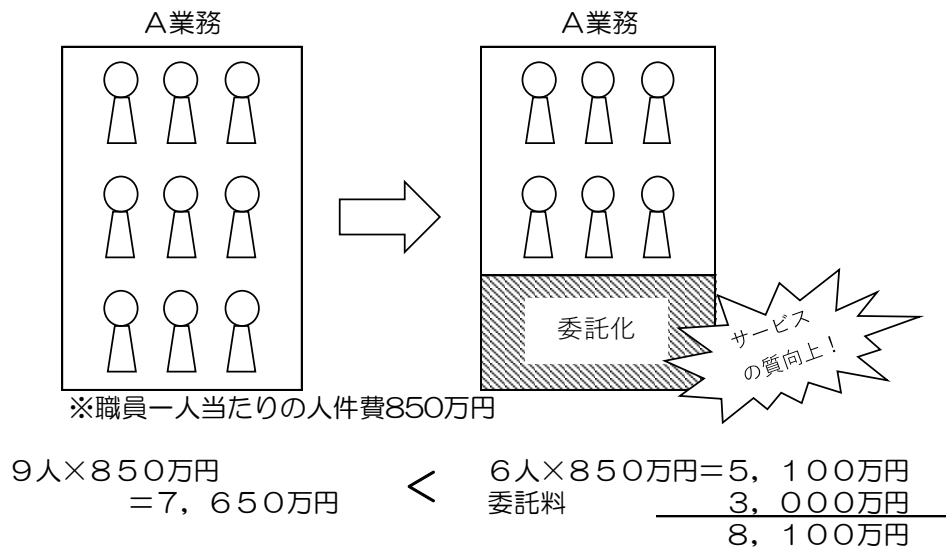 A業務
A業務
委託化
サービス
の質向上！
※職員一人当たりの人件費850万円
９人×８５０万円
＝７，６５０万円
＜
６人×８５０万円＝５，１００万円
委託料　３，０００万円
８，１００万円